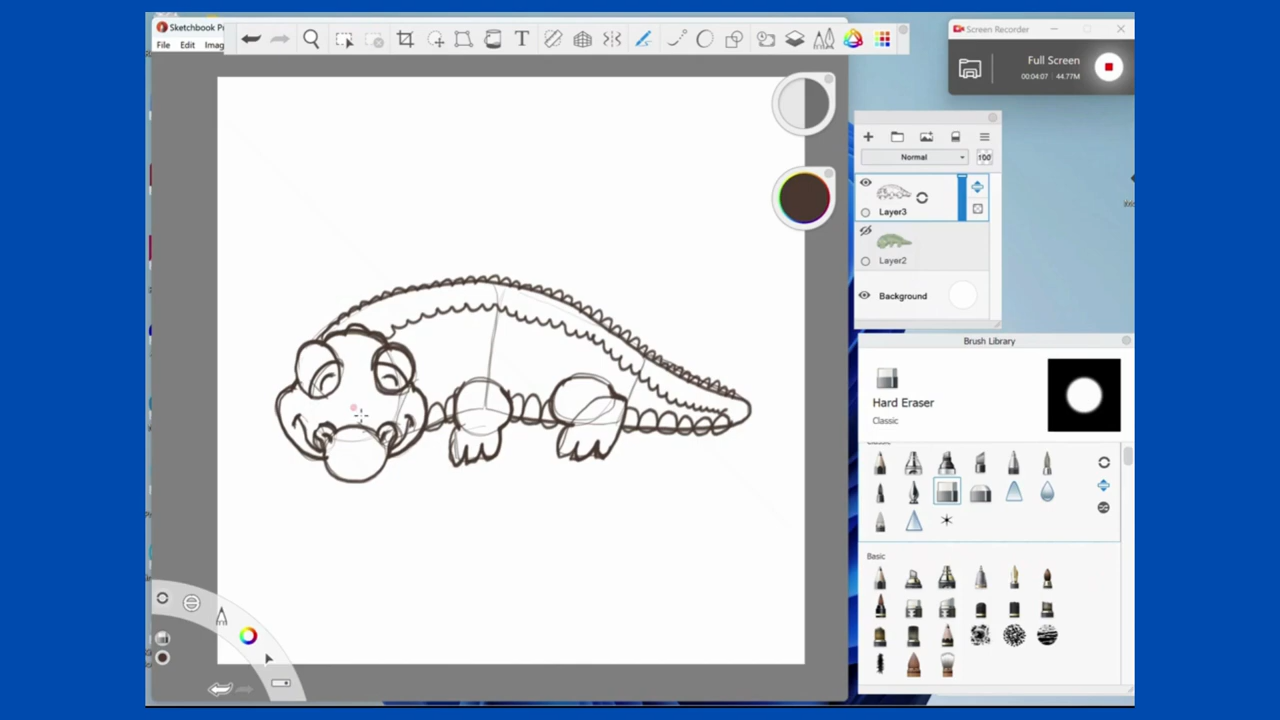 Sketchbook Pr
File Edit Imag
T
Screen Recorder
Full Screen
00:04:07 | 44.77M
Normal 100
Layer3
Layer2
Background
Brush Library
Hard Eraser
Classic
Classic
Basic